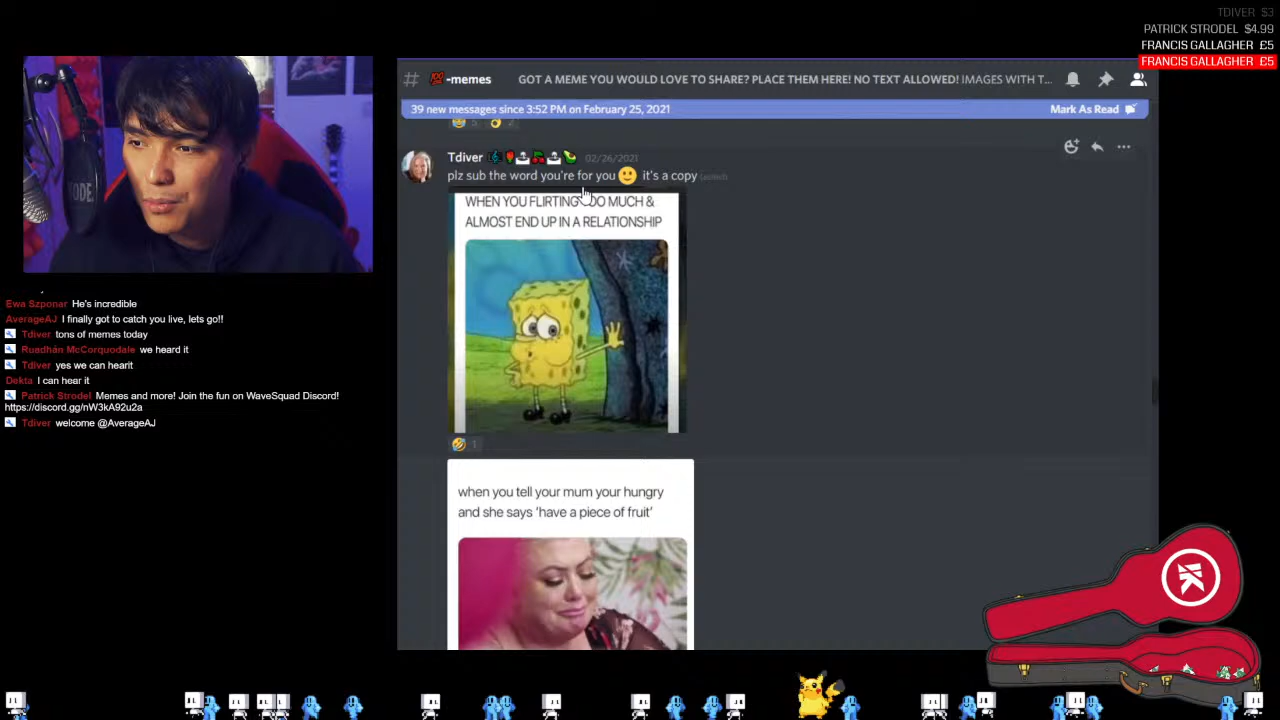 TDIVER $3
PATRICK STRODEL $4.99
FRANCIS GALLAGHER £5
FRANCIS GALLAGHER £5
# 💯-memes GOT A MEME YOU WOULD LOVE TO SHARE? PLACE THEM HERE! NO TEXT ALLOWED! IMAGES WITH T...
39 new messages since 3:52 PM on February 25, 2021 Mark As Read
Tdiver 02/26/2021
plz sub the word you're for you 🙂 it's a copy (edited)
WHEN YOU FLIRTING DO MUCH &
ALMOST END UP IN A RELATIONSHIP
1
when you tell your mum your hungry
and she says 'have a piece of fruit'
Ewa Szponar He's incredible
AverageAJ I finally got to catch you live, lets go!!
Tdiver tons of memes today
Ruadhán McCorquodale we heard it
Tdiver yes we can hearit
Dekta I can hear it
Patrick Strodel Memes and more! Join the fun on WaveSquad Discord!
https://discord.gg/nW3kA92u2a
Tdiver welcome @AverageAJ